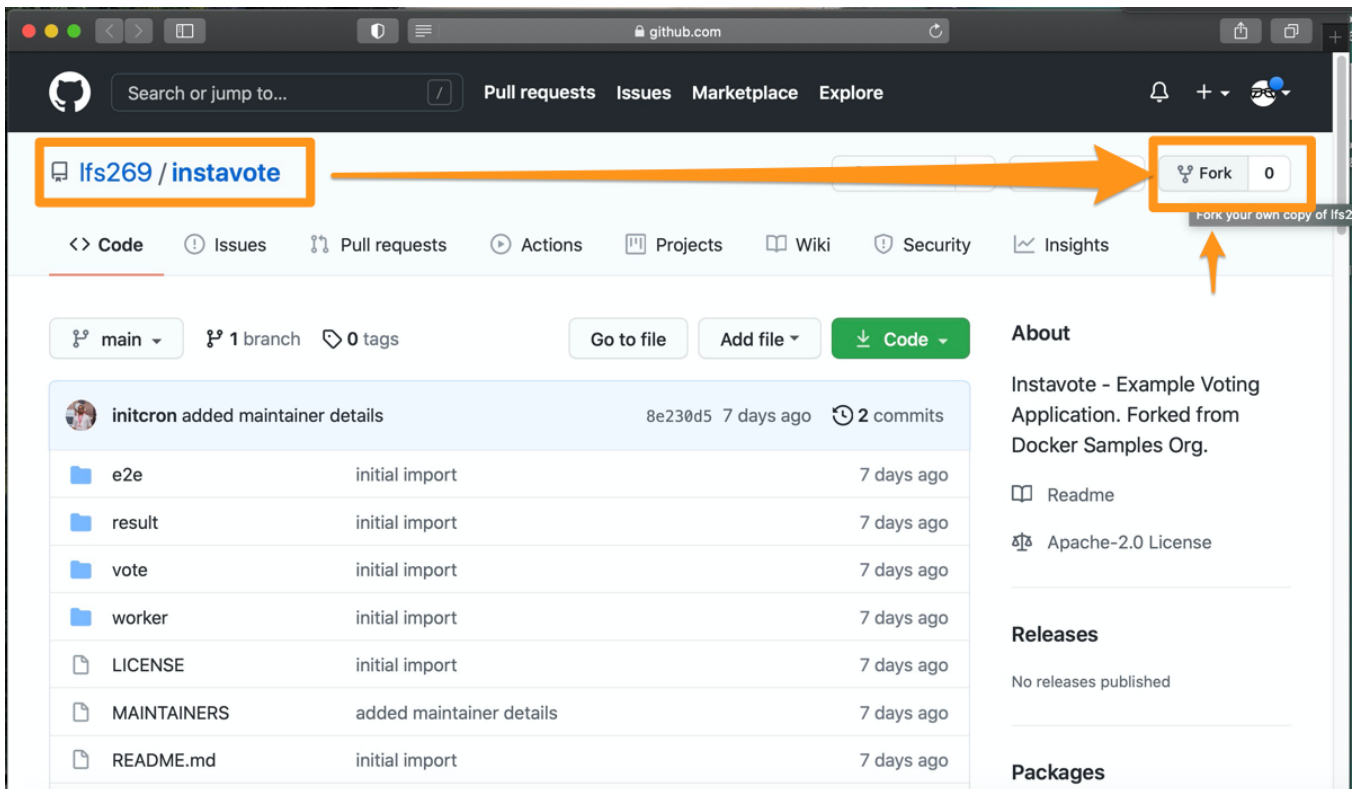 github.com
Search or jump to... /
Pull requests Issues Marketplace Explore
lfs269 / instavote
Fork 0
Fork your own copy of lfs2
Code Issues Pull requests Actions Projects Wiki Security Insights
main 1 branch 0 tags Go to file Add file Code
initcron added maintainer details 8e230d5 7 days ago 2 commits
e2e initial import 7 days ago
result initial import 7 days ago
vote initial import 7 days ago
worker initial import 7 days ago
LICENSE initial import 7 days ago
MAINTAINERS added maintainer details 7 days ago
README.md initial import 7 days ago
About
Instavote - Example Voting
Application. Forked from
Docker Samples Org.
Readme
Apache-2.0 License
Releases
No releases published
Packages